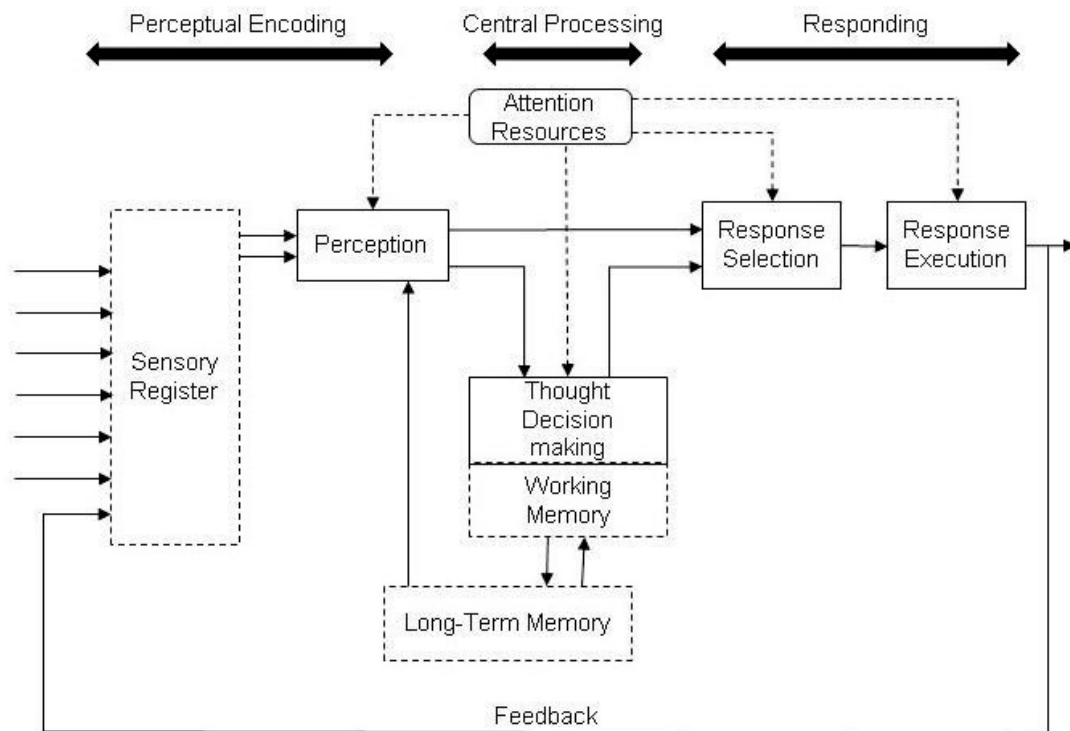 Perceptual Encoding
Central Processing
Responding
Attention
Resources
Perception
Response
Selection
Response
Execution
Sensory
Register
Thought
Decision
making
Working
Memory
Long-Term Memory
Feedback